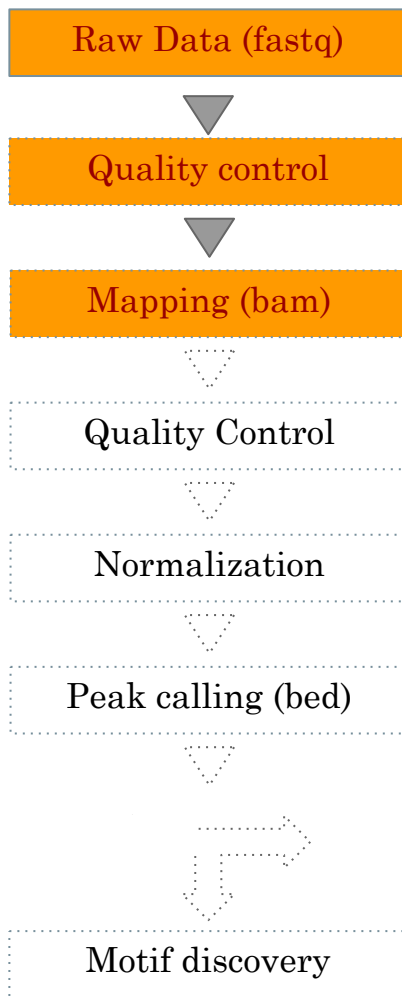 Raw Data (fastq)
Quality control
Mapping (bam)
Quality Control
Normalization
Peak calling (bed)
Motif discovery